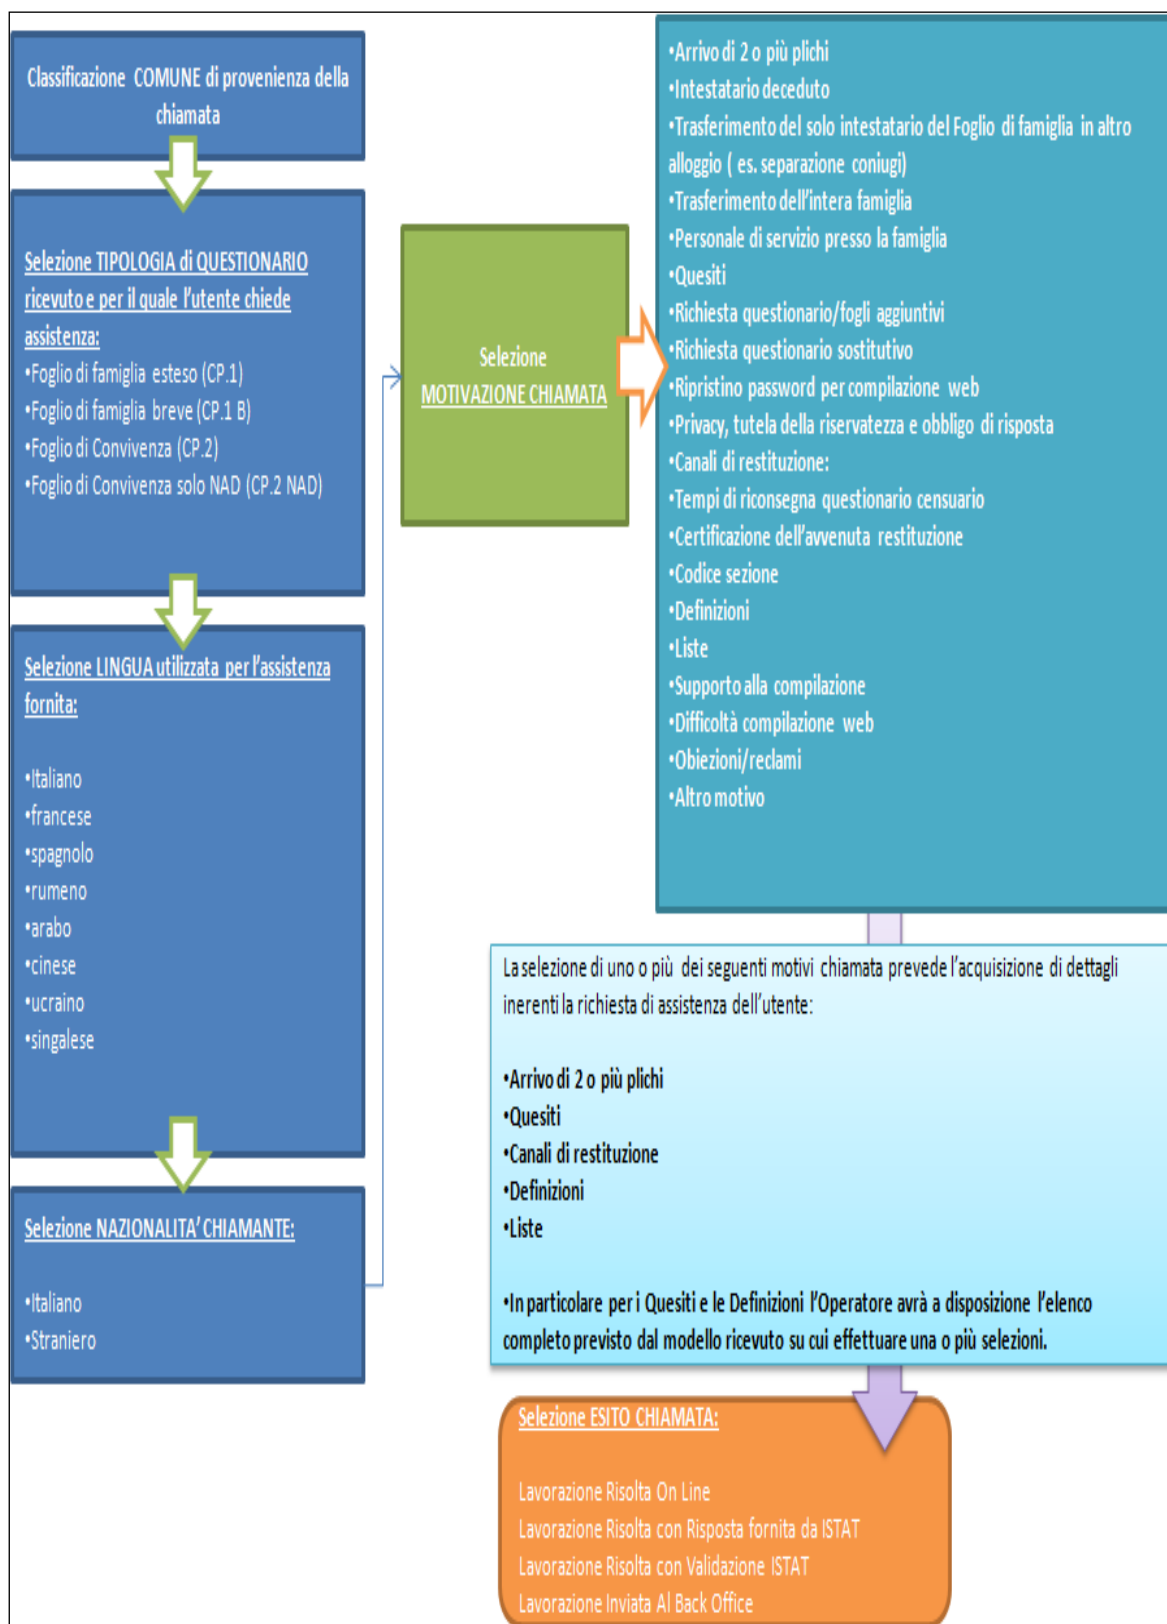 Classificazione COMUNE di provenienza della
chiamata
Selezione TIPOLOGIA di QUESTIONARIO
ricevuto e per il quale l'utente chiede
assistenza:
•Foglio di famiglia esteso (CP.1)
•Foglio di famiglia breve (CP.1 B)
•Foglio di Convivenza (CP.2)
•Foglio di Convivenza solo NAD (CP.2 NAD)
Selezione LINGUA utilizzata per l'assistenza
fornita:
•Italiano
•francese
•spagnolo
•rumeno
•arabo
•cinese
•ucraino
•singalese
Selezione NAZIONALITA' CHIAMANTE:
•Italiano
•Straniero
Selezione
MOTIVAZIONE CHIAMATA
•Arrivo di 2 o più plichi
•Intestatario deceduto
•Trasferimento del solo intestatario del Foglio di famiglia in altro
alloggio ( es. separazione coniugi)
•Trasferimento dell'intera famiglia
•Personale di servizio presso la famiglia
•Quesiti
•Richiesta questionario/fogli aggiuntivi
•Richiesta questionario sostitutivo
•Ripristino password per compilazione web
•Privacy, tutela della riservatezza e obbligo di risposta
•Canali di restituzione:
•Tempi di riconsegna questionario censuario
•Certificazione dell'avvenuta restituzione
•Codice sezione
•Definizioni
•Liste
•Supporto alla compilazione
•Difficoltà compilazione web
•Obiezioni/reclami
•Altro motivo
La selezione di uno o più dei seguenti motivi chiamata prevede l'acquisizione di dettagli
inerenti la richiesta di assistenza dell'utente:
•Arrivo di 2 o più plichi
•Quesiti
•Canali di restituzione
•Definizioni
•Liste
•In particolare per i Quesiti e le Definizioni l'Operatore avrà a disposizione l'elenco
completo previsto dal modello ricevuto su cui effettuare una o più selezioni.
Selezione ESITO CHIAMATA:
Lavorazione Risolta On Line
Lavorazione Risolta con Risposta fornita da ISTAT
Lavorazione Risolta con Validazione ISTAT
Lavorazione Inviata Al Back Office